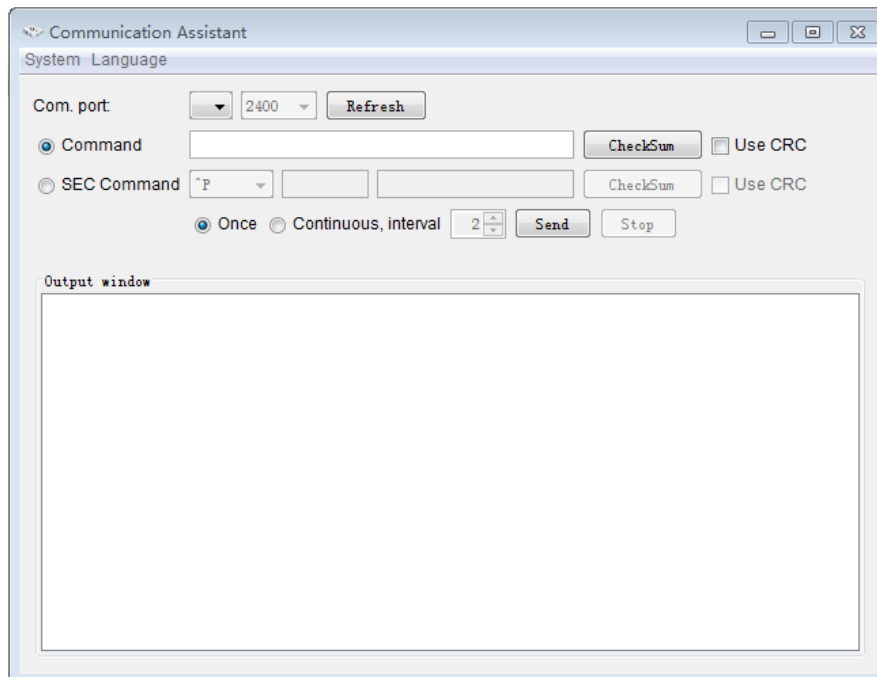 Communication Assistant
System Language
Com. port: 2400 Refresh
Command CheckSum Use CRC
SEC Command ^P CheckSum Use CRC
Once Continuous, interval 2 Send Stop
Output window